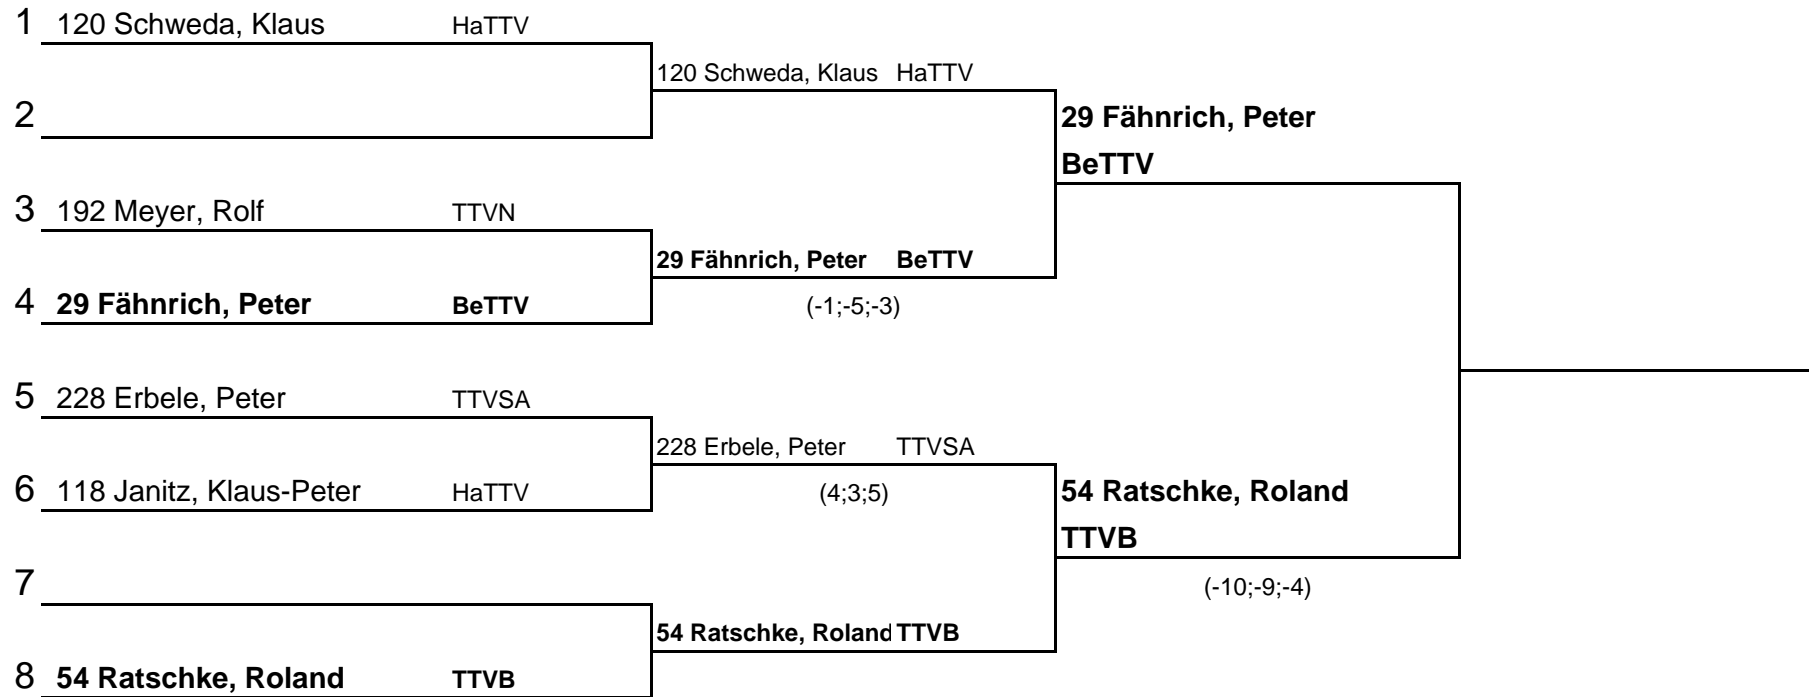 1 120 Schweda, Klaus HaTTV
120 Schweda, Klaus HaTTV
2
29 Fähnrich, Peter
BeTTV
3 192 Meyer, Rolf TTVN
29 Fähnrich, Peter BeTTV
4 29 Fähnrich, Peter BeTTV
(-1;-5;-3)
5 228 Erbele, Peter TTVSA
228 Erbele, Peter TTVSA
6 118 Janitz, Klaus-Peter HaTTV
(4;3;5)
54 Ratschke, Roland
TTVB
7
(-10;-9;-4)
54 Ratschke, Roland TTVB
8 54 Ratschke, Roland TTVB